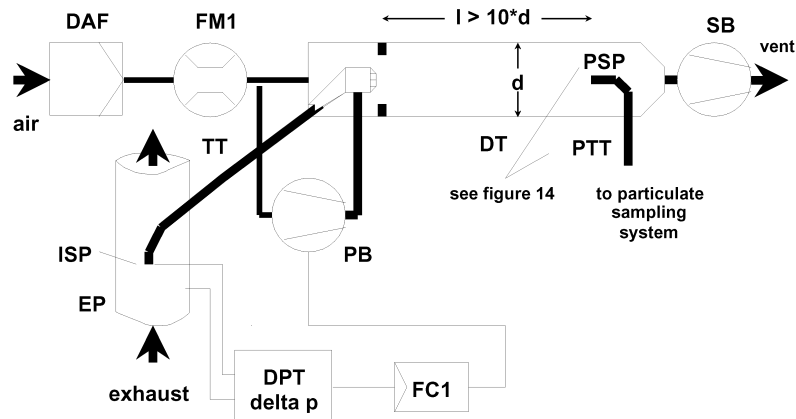 DAF
FM1
l > 10*d
SB
vent
PSP
d
air
TT
DT
PTT
see figure 14
to particulate
sampling
system
ISP
PB
EP
exhaust
DPT
delta p
FC1